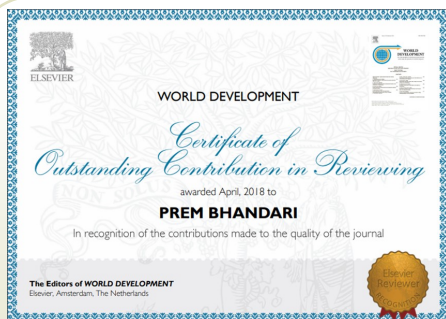 ELSEVIER
WORLD
DEVELOPMENT
WORLD DEVELOPMENT
Certificate of
Outstanding Contribution in Reviewing
awarded April, 2018 to
PREM BHANDARI
In recognition of the contributions made to the quality of the journal
The Editors of WORLD DEVELOPMENT
Elsevier, Amsterdam, The Netherlands
Elsevier
Reviewer
RECOGNITION